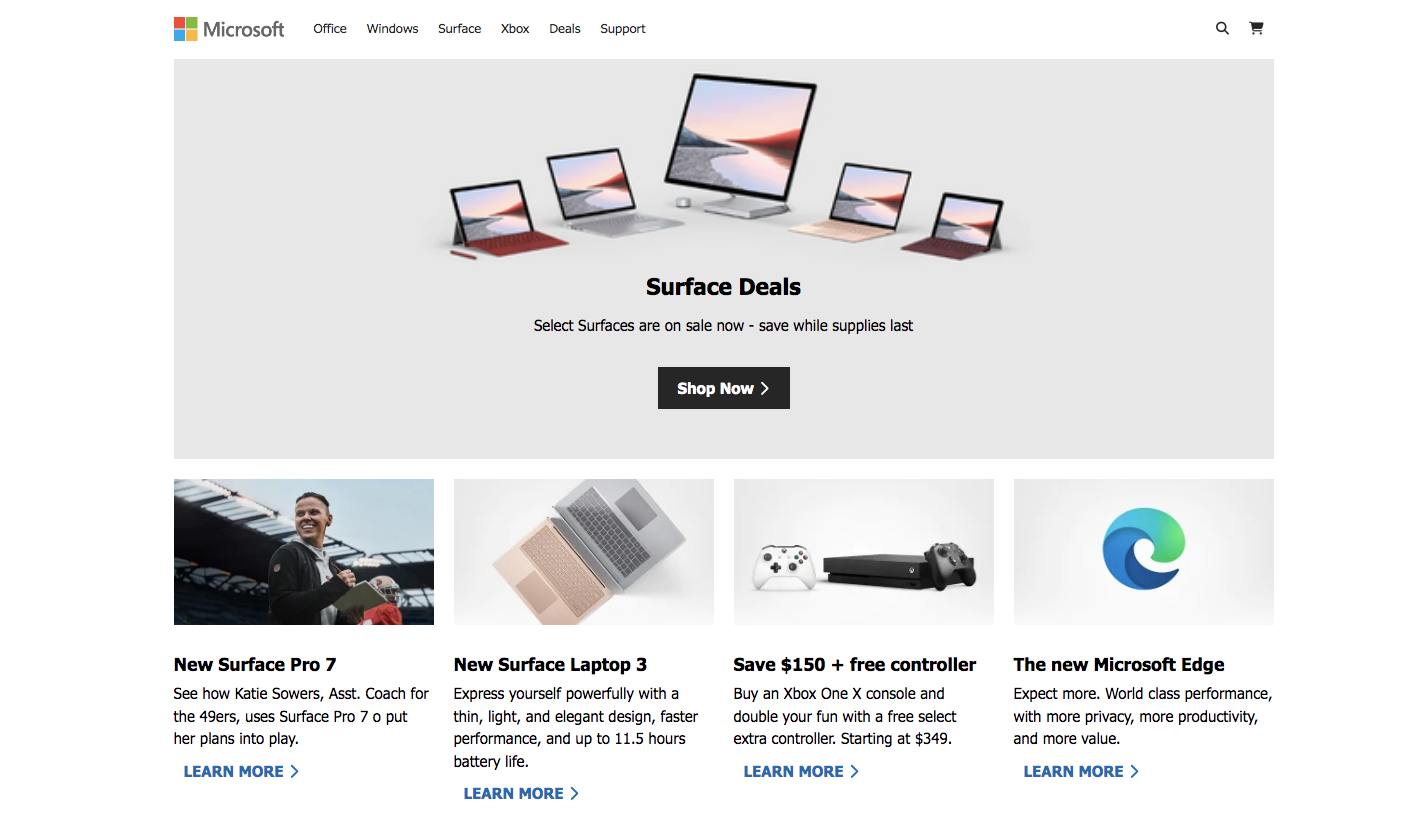 Microsoft Office Windows Surface Xbox Deals Support
Surface Deals
Select Surfaces are on sale now - save while supplies last
Shop Now
New Surface Pro 7
See how Katie Sowers, Asst. Coach for
the 49ers, uses Surface Pro 7 o put
her plans into play.
LEARN MORE
New Surface Laptop 3
Express yourself powerfully with a
thin, light, and elegant design, faster
performance, and up to 11.5 hours
battery life.
LEARN MORE
Save $150 + free controller
Buy an Xbox One X console and
double your fun with a free select
extra controller. Starting at $349.
LEARN MORE
The new Microsoft Edge
Expect more. World class performance,
with more privacy, more productivity,
and more value.
LEARN MORE